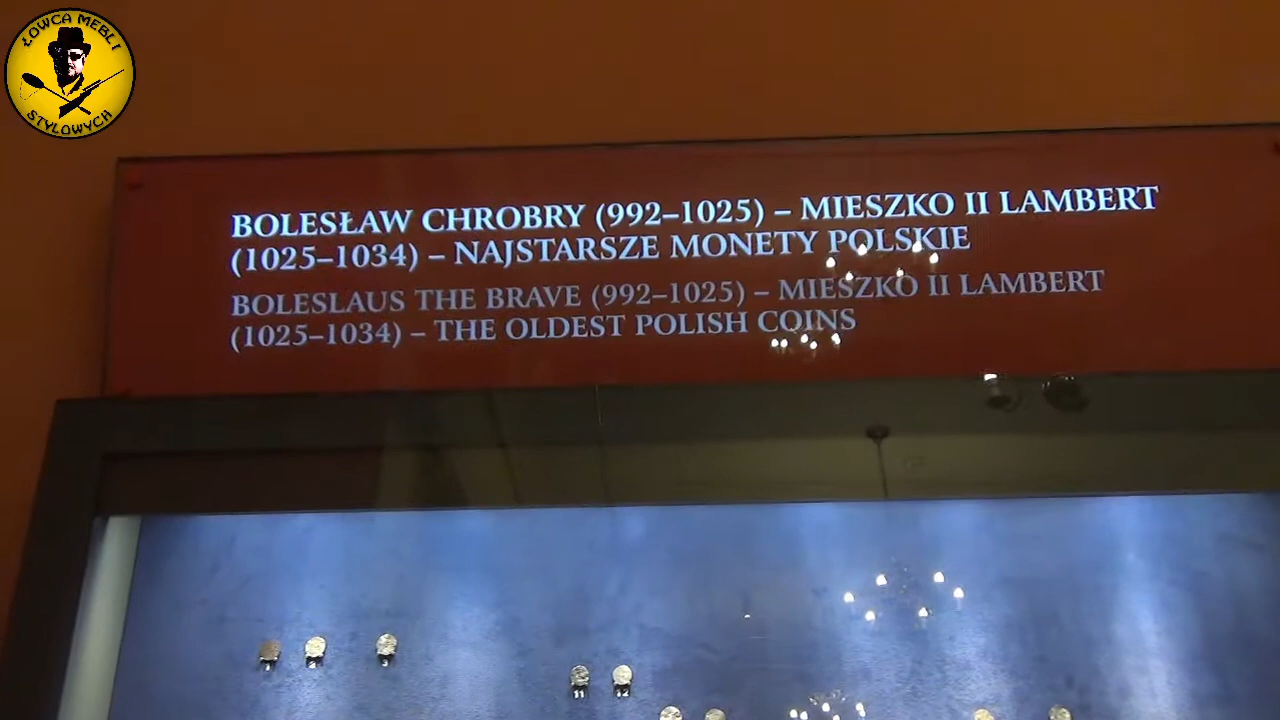 ŁOWCA MEBLI
STYLOWYCH
BOLESŁAW CHROBRY (992–1025) – MIESZKO II LAMBERT
(1025–1034) – NAJSTARSZE MONETY POLSKIE
BOLESLAUS THE BRAVE (992–1025) – MIESZKO II LAMBERT
(1025–1034) – THE OLDEST POLISH COINS
11 12